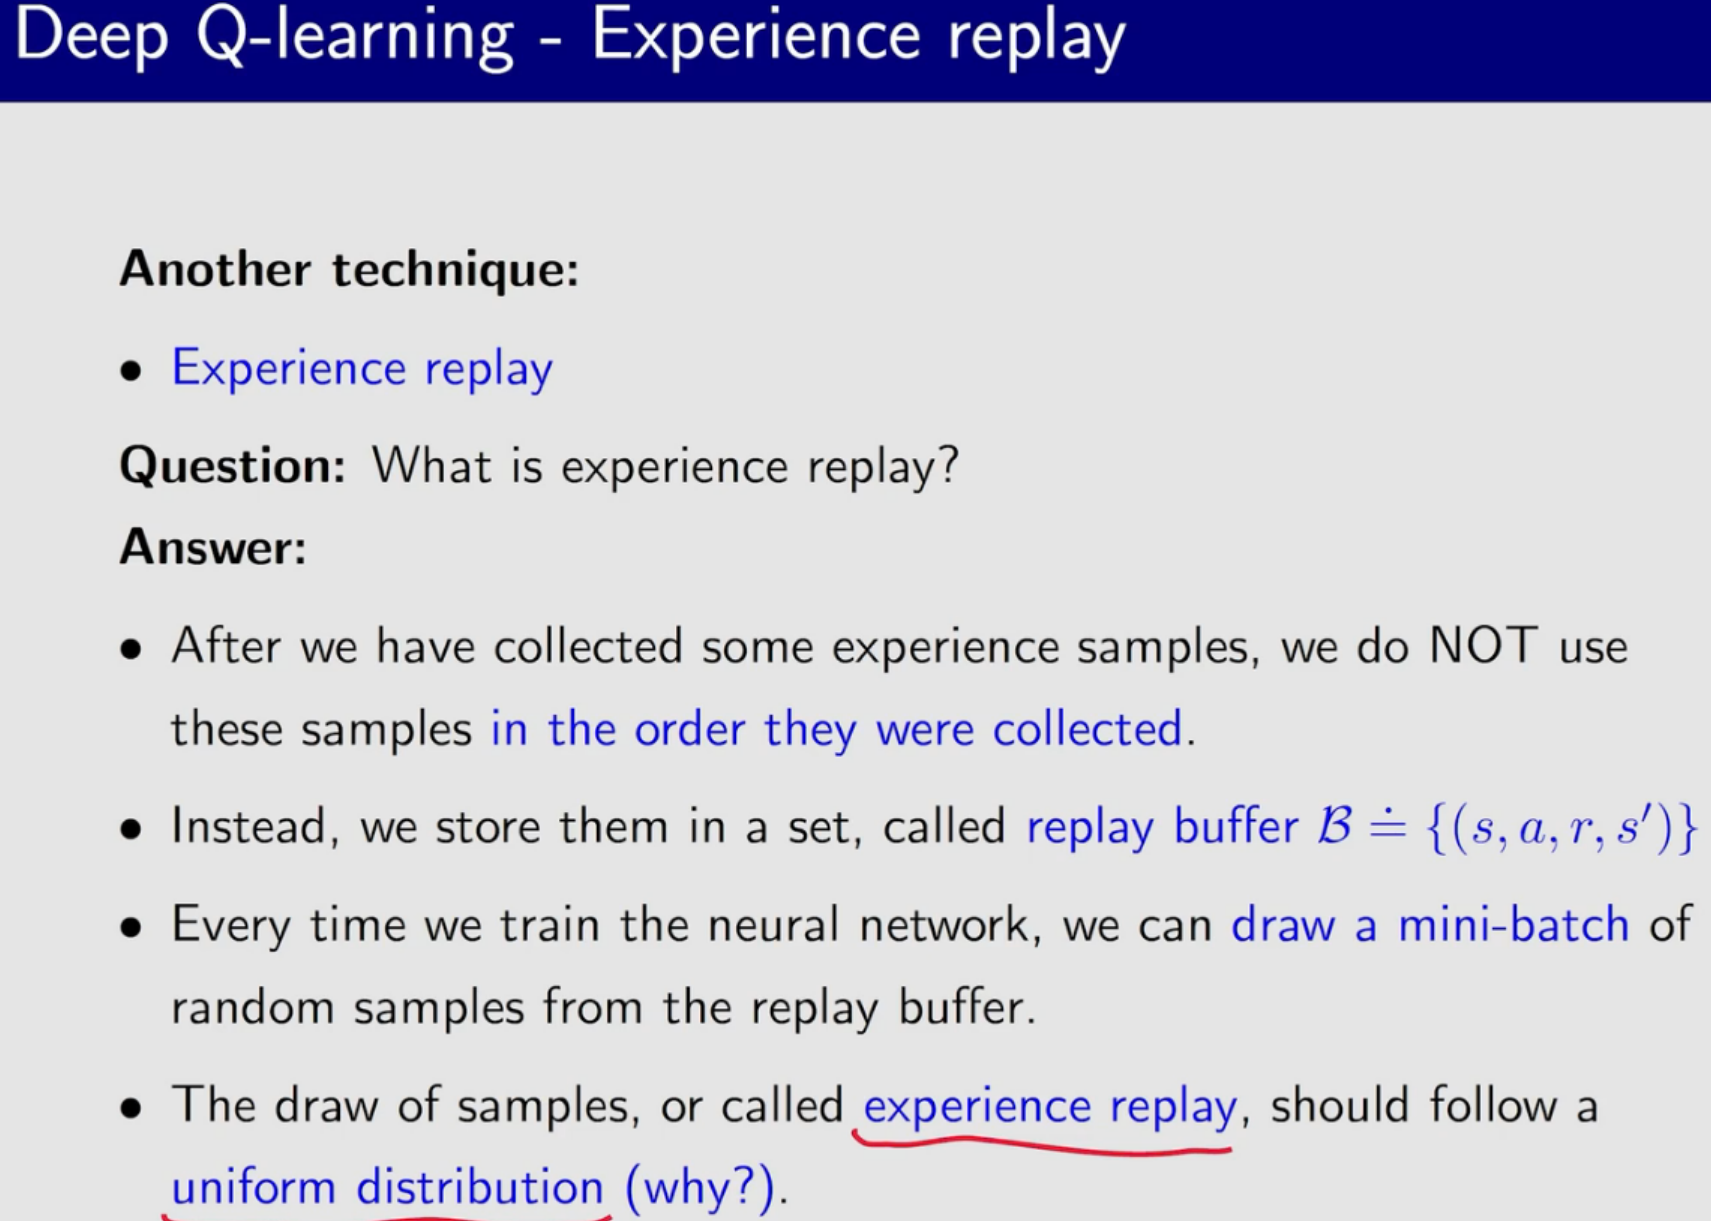 Deep Q-learning - Experience replay
Another technique:
• Experience replay
Question: What is experience replay?
Answer:
• After we have collected some experience samples, we do NOT use
these samples in the order they were collected.
• Instead, we store them in a set, called replay buffer ℬ ≐ {(s, a, r, s′)}
• Every time we train the neural network, we can draw a mini-batch of
random samples from the replay buffer.
• The draw of samples, or called experience replay, should follow a
uniform distribution (why?).